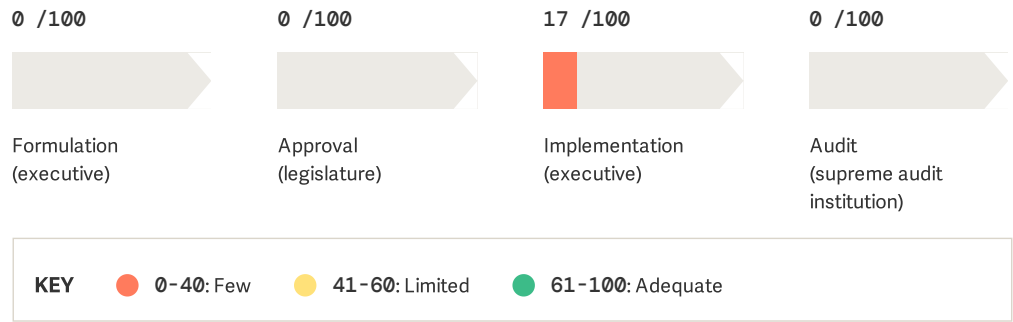 0 /100 0 /100 17 /100 0 /100
Formulation
(executive)
Approval
(legislature)
Implementation
(executive)
Audit
(supreme audit
institution)
KEY 0-40: Few 41-60: Limited 61-100: Adequate